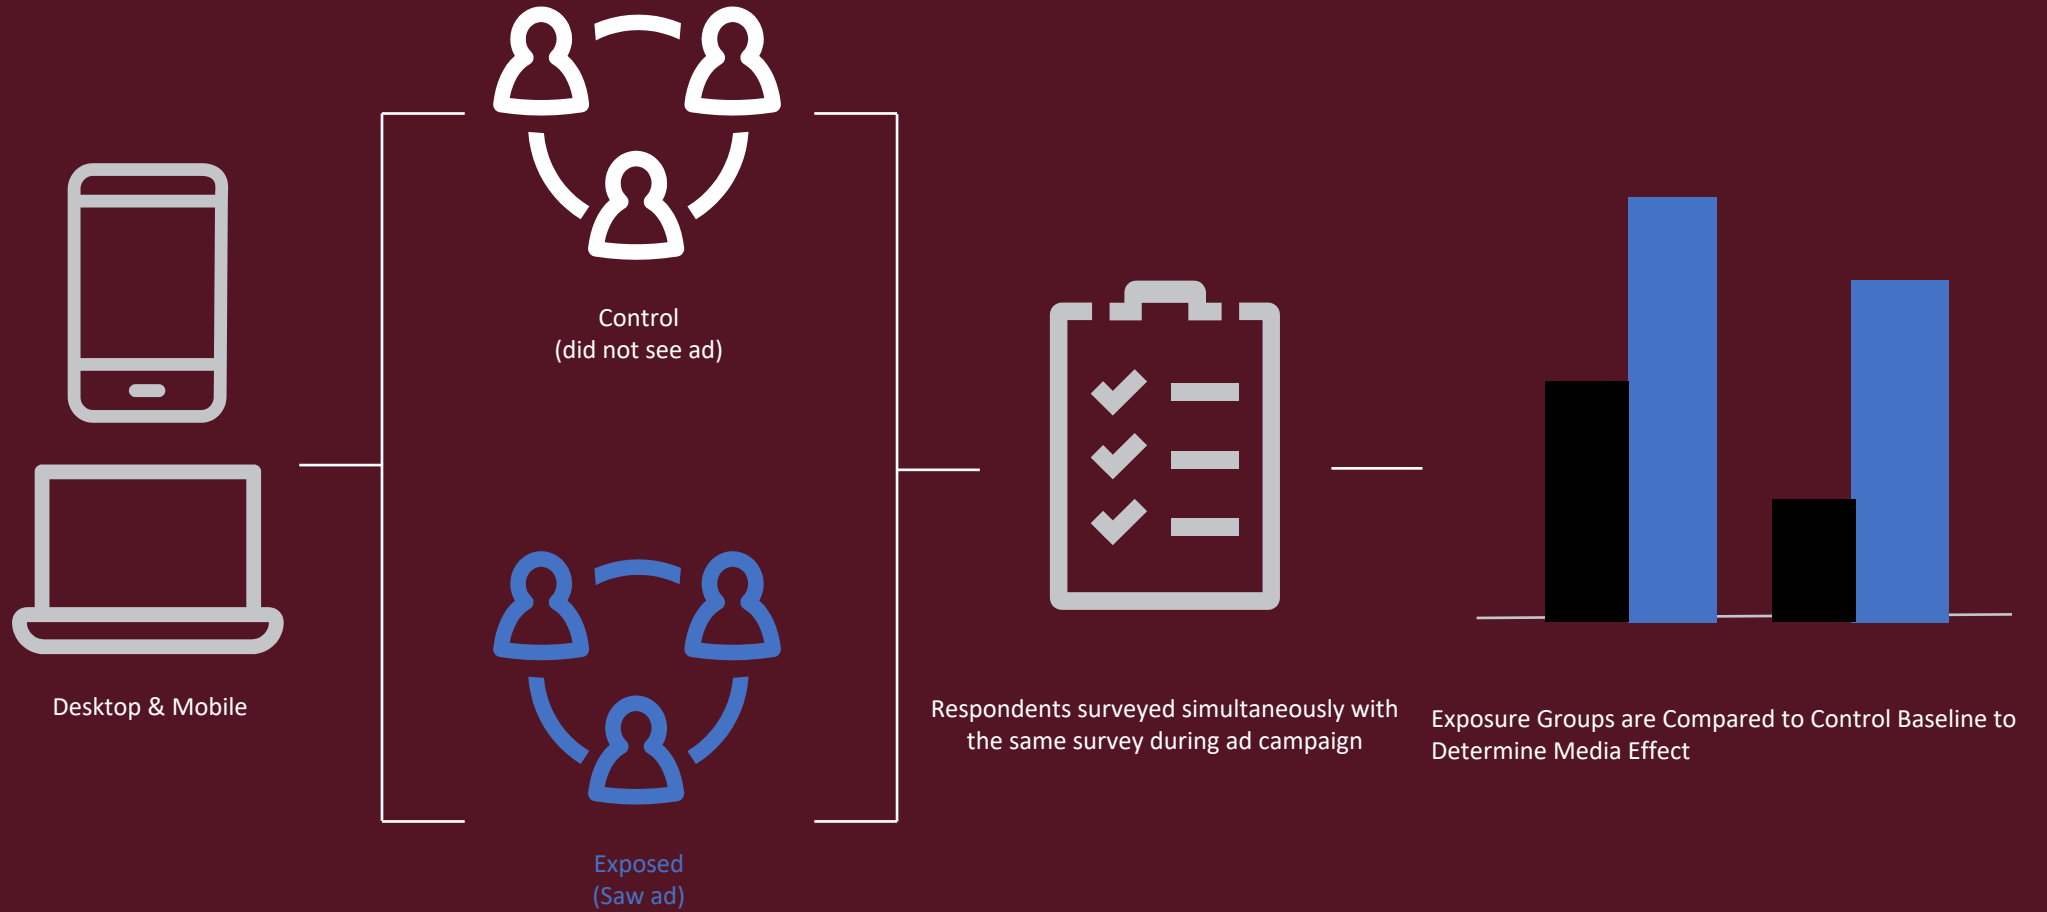 Control
(did not see ad)
Desktop & Mobile
Exposed
(Saw ad)
Respondents surveyed simultaneously with
the same survey during ad campaign
Exposure Groups are Compared to Control Baseline to
Determine Media Effect